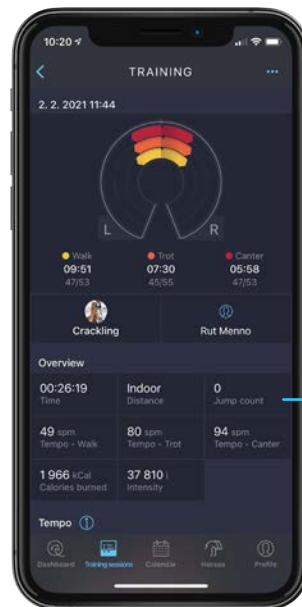 10:20
TRAINING
2. 2. 2021 11:44
L R
Walk Trot Canter
09:51 07:30 05:58
47/53 45/55 47/53
Crackling Rut Menno
Overview
00:26:19 Indoor 0
Time Distance Jump count
49 spm 80 spm 94 spm
Tempo - Walk Tempo - Trot Tempo - Canter
1 966 kCal 37 810 i
Calories burned Intensity
Tempo i
Dashboard Training sessions Calendar Horses Profile